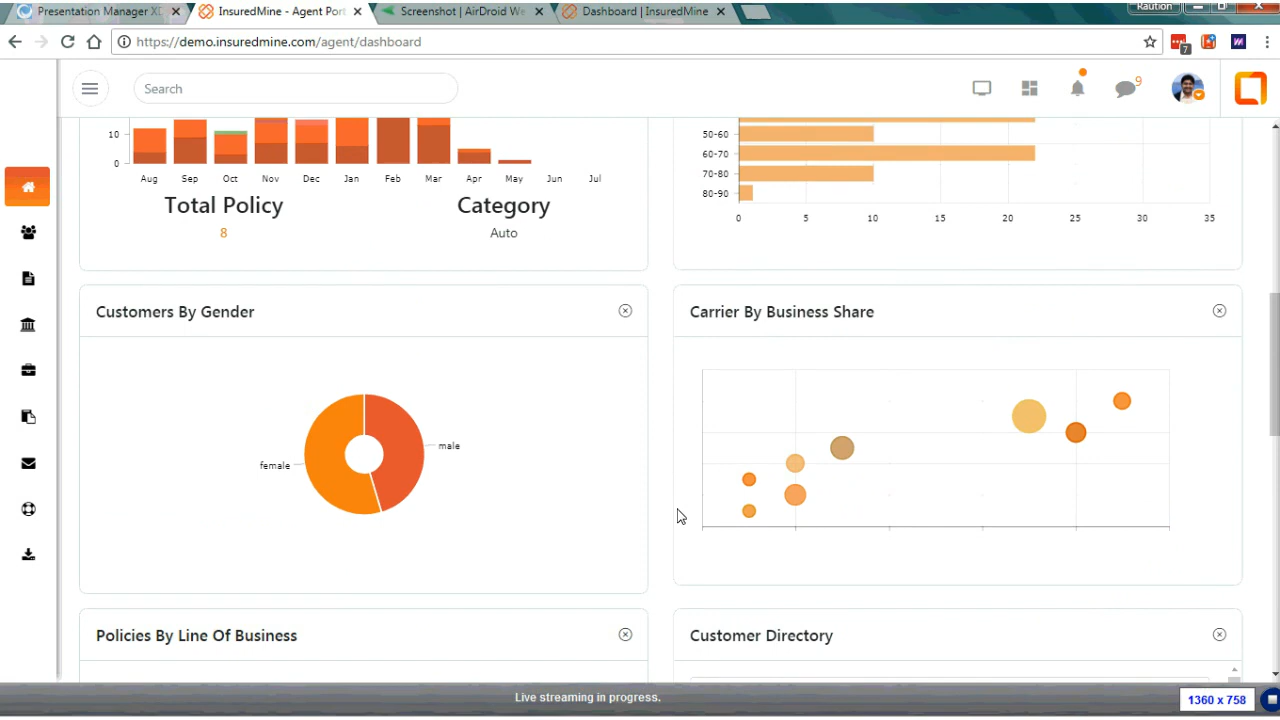 Presentation Manager XD
InsuredMine - Agent Port
Screenshot | AirDroid We
Dashboard | InsuredMine
Raution
https://demo.insuredmine.com/agent/dashboard
7
Search
9
10
0
Aug Sep Oct Nov Dec Jan Feb Mar Apr May Jun Jul
Total Policy
8
Category
Auto
50-60
60-70
70-80
80-90
0 5 10 15 20 25 30 35
Customers By Gender
male
female
Carrier By Business Share
Policies By Line Of Business
Customer Directory
Live streaming in progress.
1360 x 758